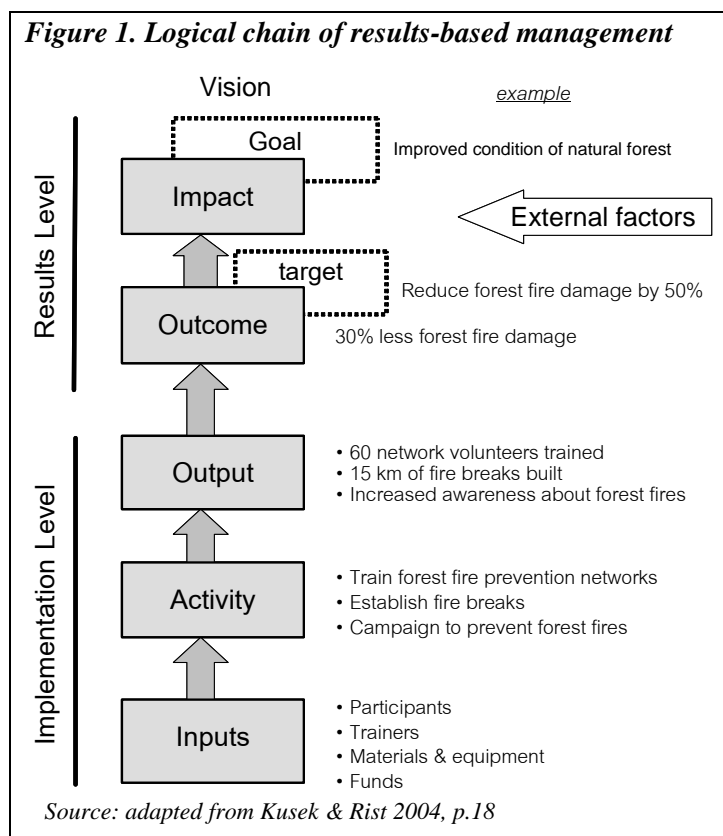 Figure 1. Logical chain of results-based management
Vision
example
Goal
Improved condition of natural forest
Impact
External factors
target
Reduce forest fire damage by 50%
Outcome
30% less forest fire damage
Results Level
Output
• 60 network volunteers trained
• 15 km of fire breaks built
• Increased awareness about forest fires
Activity
• Train forest fire prevention networks
• Establish fire breaks
• Campaign to prevent forest fires
Inputs
• Participants
• Trainers
• Materials & equipment
• Funds
Implementation Level
Source: adapted from Kusek & Rist 2004, p.18